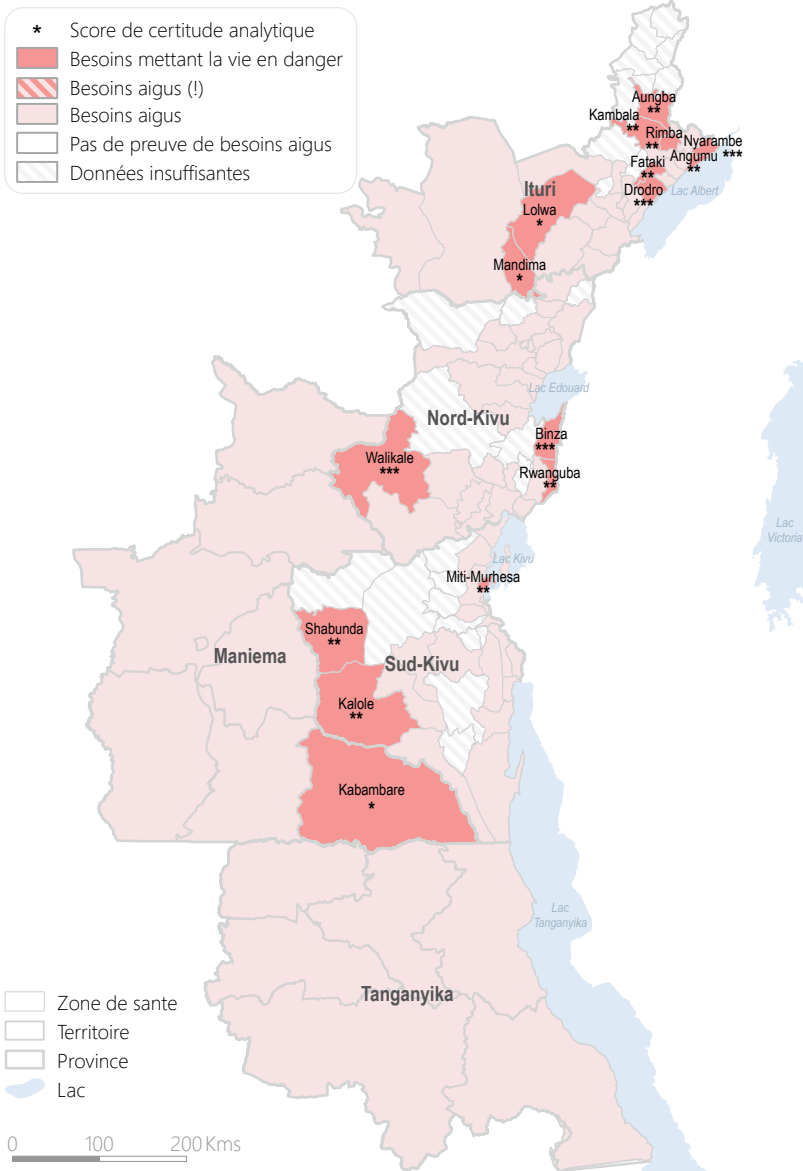 * Score de certitude analytique
Besoins mettant la vie en danger
Besoins aigus (!)
Besoins aigus
Pas de preuve de besoins aigus
Données insuffisantes
Aungba
**
Kambala
**
Rimba
**
Nyarambe
***
Angumu
**
Fataki
**
Drodro
***
Lac Albert
Ituri
Lolwa
*
Mandima
*
Lac Edouard
Nord-Kivu
Binza
***
Walikale
***
Rwanguba
**
Lac
Victoria
Lac Kivu
Miti-Murhesa
**
Shabunda
**
Maniema
Sud-Kivu
Kalole
**
Kabambare
*
Lac
Tanganyika
Tanganyika
Zone de sante
Territoire
Province
Lac
0 100 200 Kms